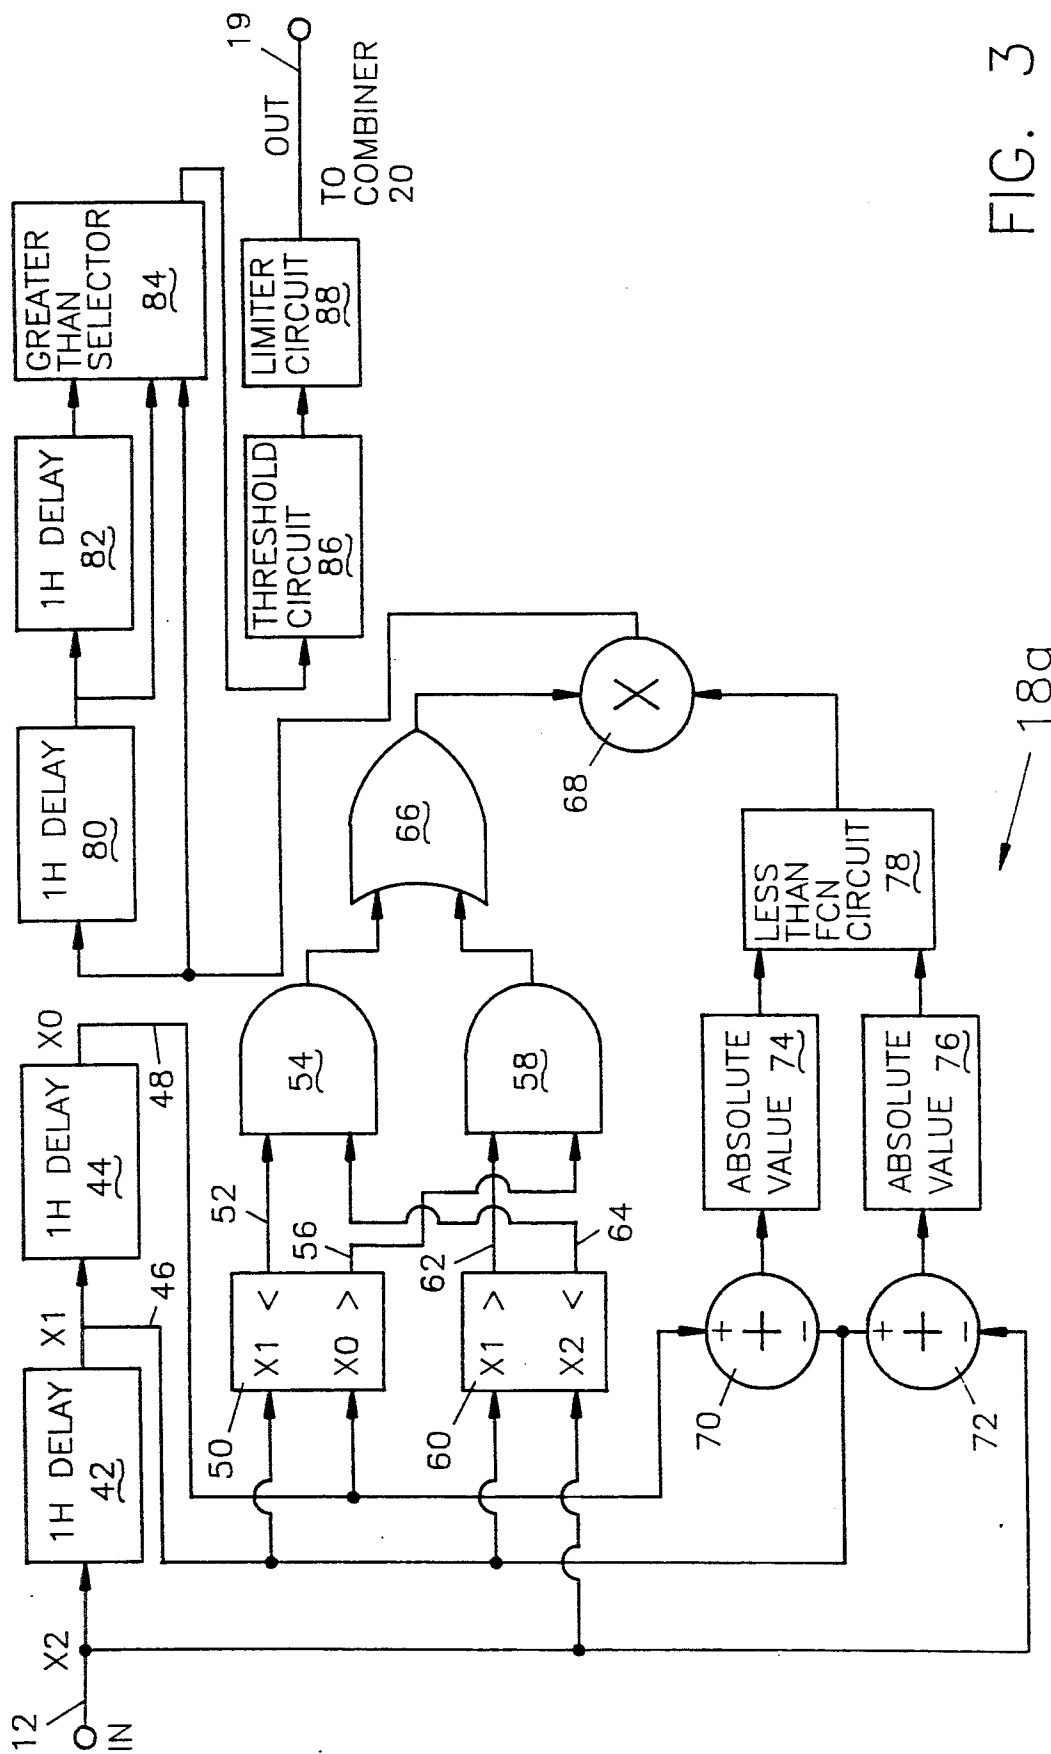 12
IN
X2
1H DELAY
42
X1
46
1H DELAY
44
X0
48
1H DELAY
80
1H DELAY
82
GREATER
THAN
SELECTOR
84
50
X1 <
X0 >
52
56
54
60
X1 >
X2 <
62
64
58
66
68
X
THRESHOLD
CIRCUIT
86
LIMITER
CIRCUIT
88
OUT
19
TO
COMBINER
20
70
+
+
-
72
+
+
-
ABSOLUTE
VALUE 74
ABSOLUTE
VALUE 76
LESS
THAN
FCN
CIRCUIT
78
18a
FIG. 3